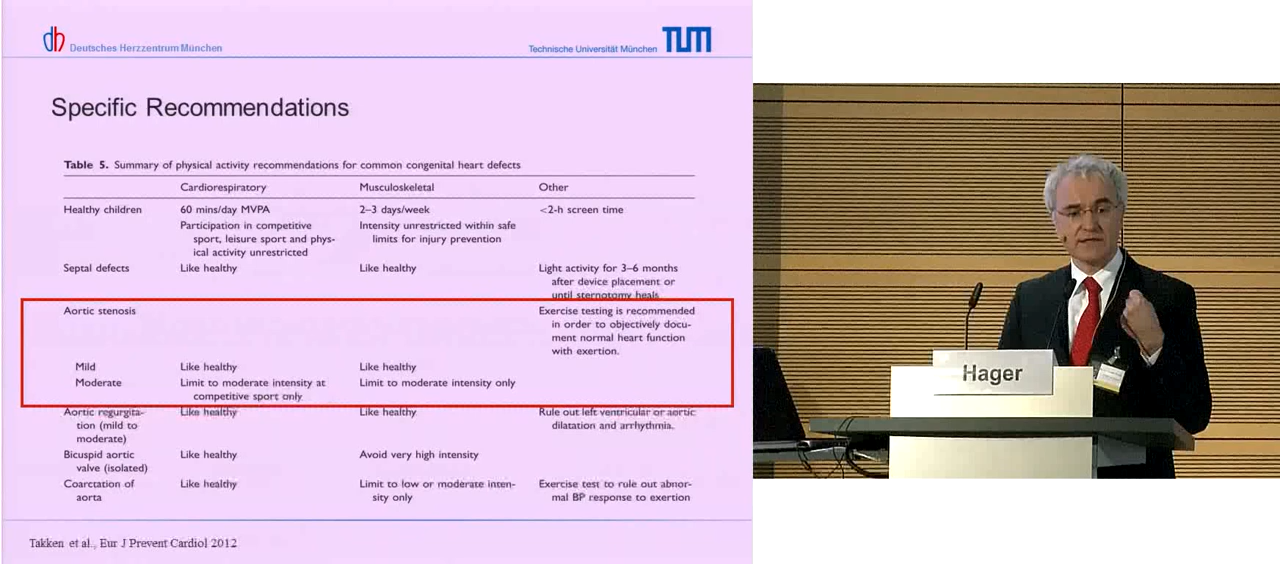 dh Deutsches Herzzentrum München
Technische Universität München TUM
Specific Recommendations
Table 5. Summary of physical activity recommendations for common congenital heart defects
Cardiorespiratory Musculoskeletal Other
Healthy children 60 mins/day MVPA 2–3 days/week <2-h screen time
Participation in competitive Intensity unrestricted within safe
sport, leisure sport and phys- limits for injury prevention
ical activity unrestricted
Septal defects Like healthy Like healthy Light activity for 3–6 months
after device placement or
until sternotomy heals
Aortic stenosis Exercise testing is recommended
in order to objectively docu-
ment normal heart function
with exertion.
Mild Like healthy Like healthy
Moderate Limit to moderate intensity at Limit to moderate intensity only
competitive sport only
Aortic regurgita- Like healthy Like healthy Rule out left ventricular or aortic
tion (mild to dilatation and arrhythmia.
moderate)
Bicuspid aortic Like healthy Avoid very high intensity
valve (isolated)
Coarctation of Like healthy Limit to low or moderate inten- Exercise test to rule out abnor-
aorta sity only mal BP response to exertion
Takken et al., Eur J Prevent Cardiol 2012
Hager